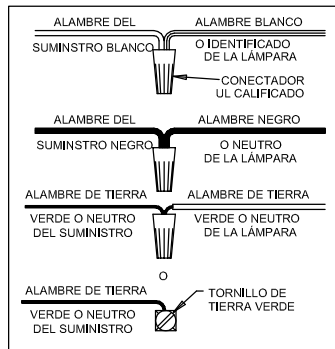 ALAMBRE DEL
SUMINSTRO BLANCO
ALAMBRE BLANCO
O IDENTIFICADO
DE LA LÁMPARA
CONECTADOR
UL CALIFICADO
ALAMBRE DEL
SUMINSTRO NEGRO
ALAMBRE NEGRO
O NEUTRO
DE LA LÁMPARA
ALAMBRE DE TIERRA
VERDE O NEUTRO
DEL SUMINISTRO
ALAMBRE DE TIERRA
VERDE O NEUTRO
DE LA LÁMPARA
O
ALAMBRE DE TIERRA
VERDE O NEUTRO
DEL SUMINISTRO
TORNILLO DE
TIERRA VERDE